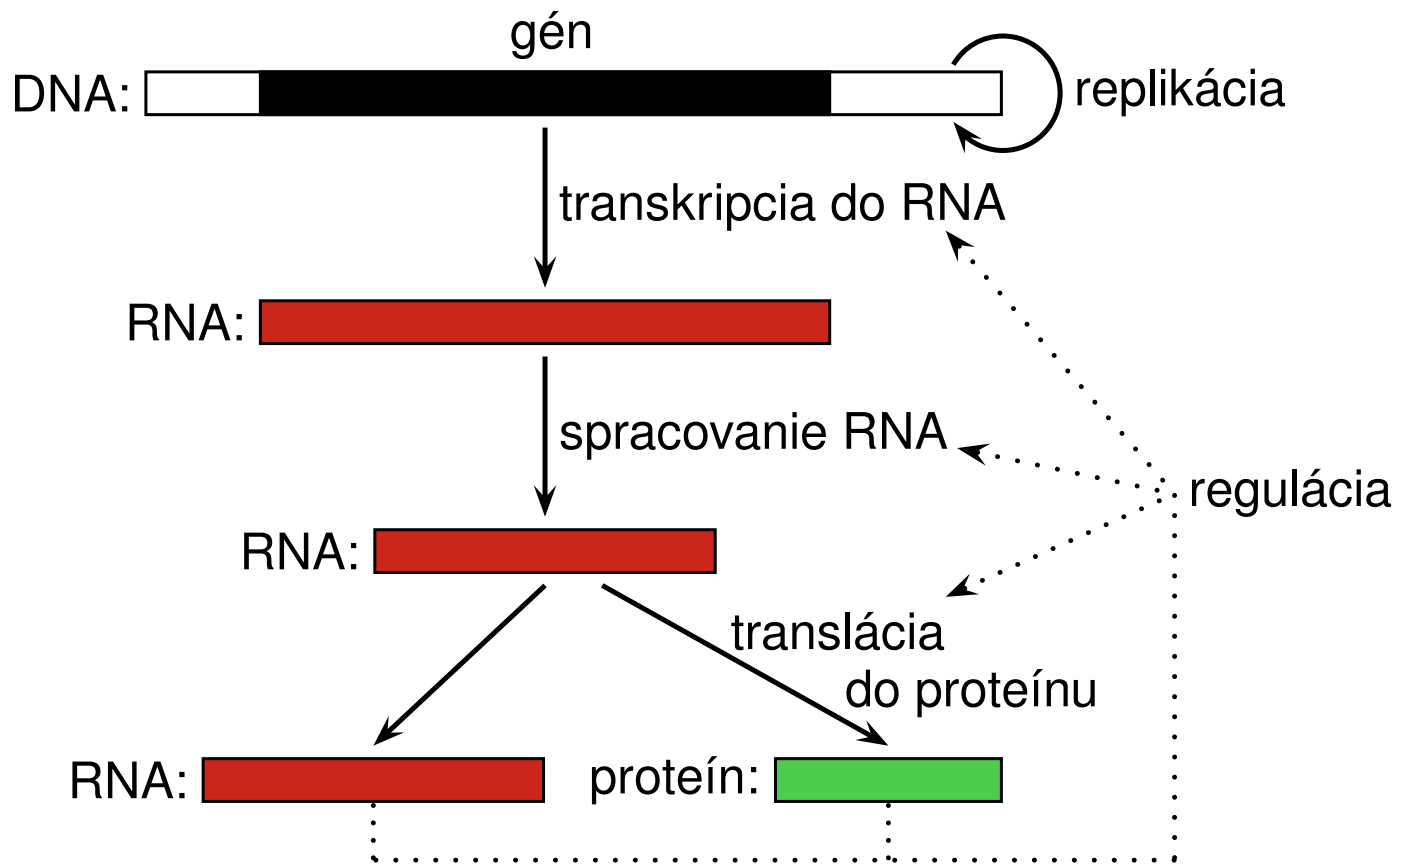 gén
DNA:
replikácia
transkripcia do RNA
RNA:
spracovanie RNA
regulácia
RNA:
translácia
do proteínu
RNA:
proteín: